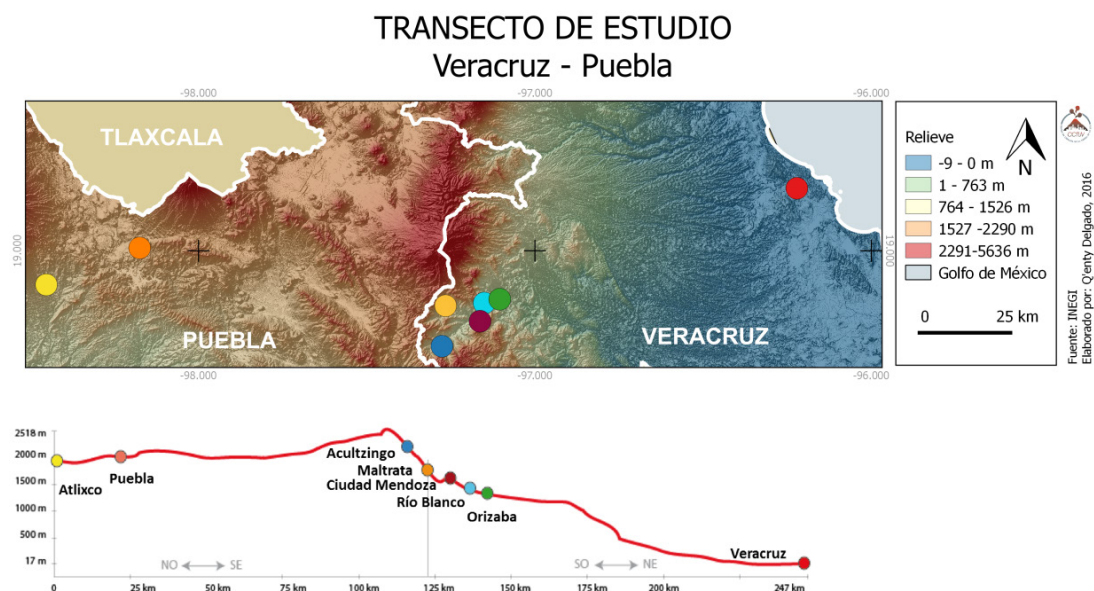 TRANSECTO DE ESTUDIO
Veracruz - Puebla
-98.000
-97.000
-96.000
TLAXCALA
PUEBLA
VERACRUZ
19.000
19.000
-98.000
-97.000
-96.000
Relieve
N
-9 - 0 m
1 - 763 m
764 - 1526 m
1527 - 2290 m
2291-5636 m
Golfo de México
0 25 km
Fuente: INEGI
Elaborado por: Q'enty Delgado, 2016
2518 m
2000 m
1500 m
1000 m
500 m
17 m
Atlixco
Puebla
Acultzingo
Maltrata
Ciudad Mendoza
Río Blanco
Orizaba
Veracruz
NO SE
SO NE
0 25 km 50 km 75 km 100 km 125 km 150 km 175 km 200 km 247 km